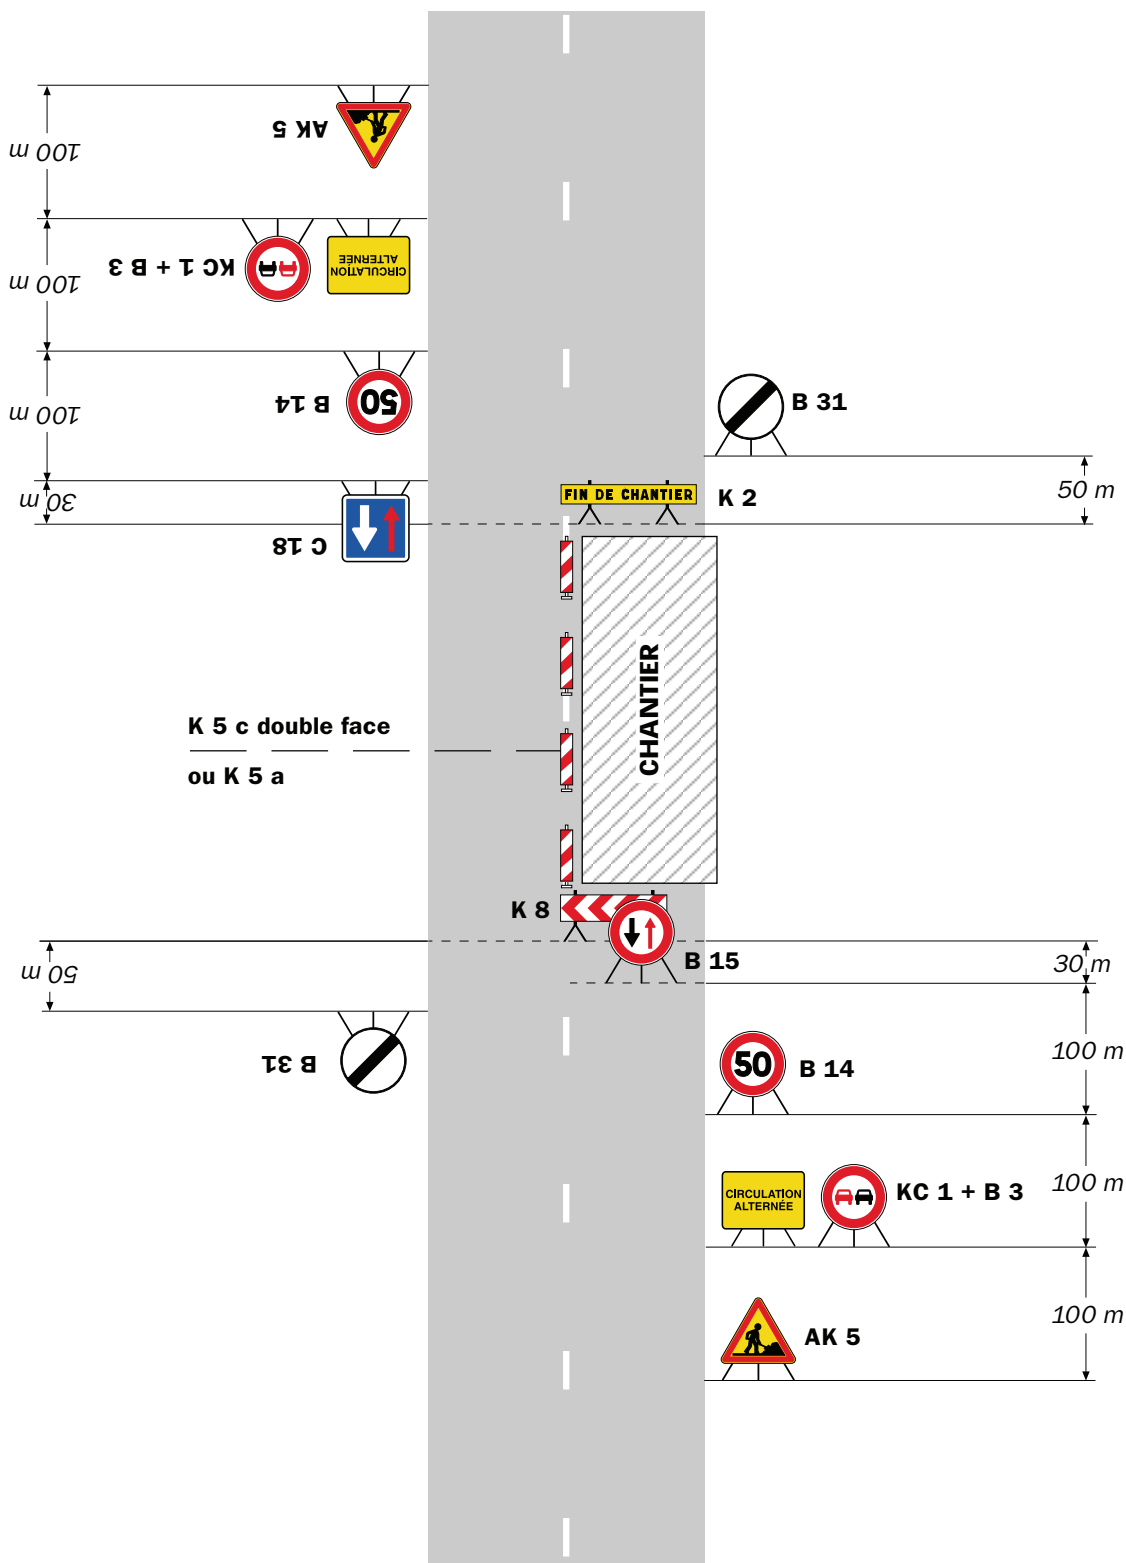 AK 5
100 m
KC 1 + B 3
CIRCULATION
ALTERNÉE
100 m
B 14
50
100 m
B 31
50 m
30 m
C 18
FIN DE CHANTIER
K 2
CHANTIER
K 5 c double face
ou K 5 a
K 8
B 15
30 m
50 m
B 31
50
B 14
100 m
CIRCULATION
ALTERNÉE
KC 1 + B 3
100 m
AK 5
100 m